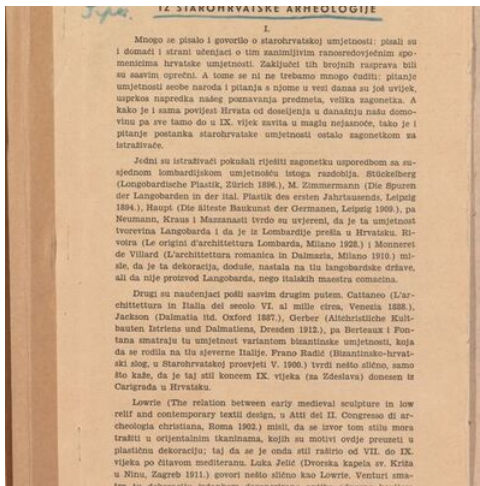 IZ STAROHRVATSKE ARHEOLOGIJE
I.
Mnogo se pisalo i govorilo o starohrvatskoj umjetnosti: pisali su
i domaći i strani učenjaci o tim zanimljivim ranosredovječnim spo-
menicima hrvatske umjetnosti. Zaključci tih brojnih rasprava bili
su sasvim oprečni. A tome se ni ne trebamo mnogo čuditi: pitanje
umjetnosti seobe naroda i pitanja s njome u vezi danas su još uvijek,
usprkos napredka našeg poznavanja predmeta, velika zagonetka. A
kako je i sama povijest Hrvata od doseljenja u današnju našu domo-
vinu pa sve tamo do u IX. vijek zavita u maglu nejasnoće, tako je i
pitanje postanka starohrvatske umjetnosti ostalo zagonetkom za
istraživače.
Jedni su istraživači pokušali riješiti zagonetku usporedbom sa su-
sjednom lombardijskom umjetnošću istoga razdoblja. Stückelberg
(Longobardische Plastik, Zürich 1896.), M. Zimmermann (Die Spuren
der Langobarden in der ital. Plastik des ersten Jahrtausends, Leipzig
1894.), Haupt (Die älteste Baukunst der Germanen, Leipzig 1909.), pa
Neumann, Kraus i Mazzanasti tvrdo su uvjereni, da je ta umjetnost
tvorevina Langobarda i da je iz Lombardije prešla u Hrvatsku. Ri-
voira (Le origini d'architettura Lombarda, Milano 1928.) i Monneret
de Villard (L'architettura romanica in Dalmazia, Milano 1910.) mi-
sle, da je ta dekoracija, doduše, nastala na tlu langobardske države,
ali da nije proizvod Langobarda, nego italskih maestra comacina.
Drugi su naučenjaci pošli sasvim drugim putem. Cattaneo (L'ar-
chittettura in Italia del secolo VI. al mille cirea, Venezia 1888.),
Jackson (Dalmatia itd. Oxford 1887.), Gerber (Altchristliche Kult-
bauten Istriens und Dalmatiens, Dresden 1912.), pa Berteaux i Fon-
tana smatraju tu umjetnost variantom bizantinske umjetnosti, koja
da se rodila na tlu sjeverne Italije. Frano Radić (Bizantinsko-hrvat-
ski slog, u Starohrvatskoj prosvjeti V. 1900.) tvrdi nešto slično, samo
što kaže, da je taj stil koncem IX. vijeka (za Zdeslava) donesen iz
Carigrada u Hrvatsku.
Lowrie (The relation between early medieval sculpture in low
relif and contemporary textil design, u Atti del II. Congresso di ar-
cheologia christiana, Roma 1902.) misli, da se izvor tom stilu mora
tražiti u orijentalnim tkaninama, kojih su motivi ovdje preuzeti u
plastičnu dekoraciju; taj da se je onda stil raširio od VII. do IX.
vijeka po čitavom mediteranu. Luka Jelić (Dvorska kapela sv. Križa
u Ninu, Zagreb 1911.) govori nešto slično kao Lowrie. Venturi sma-